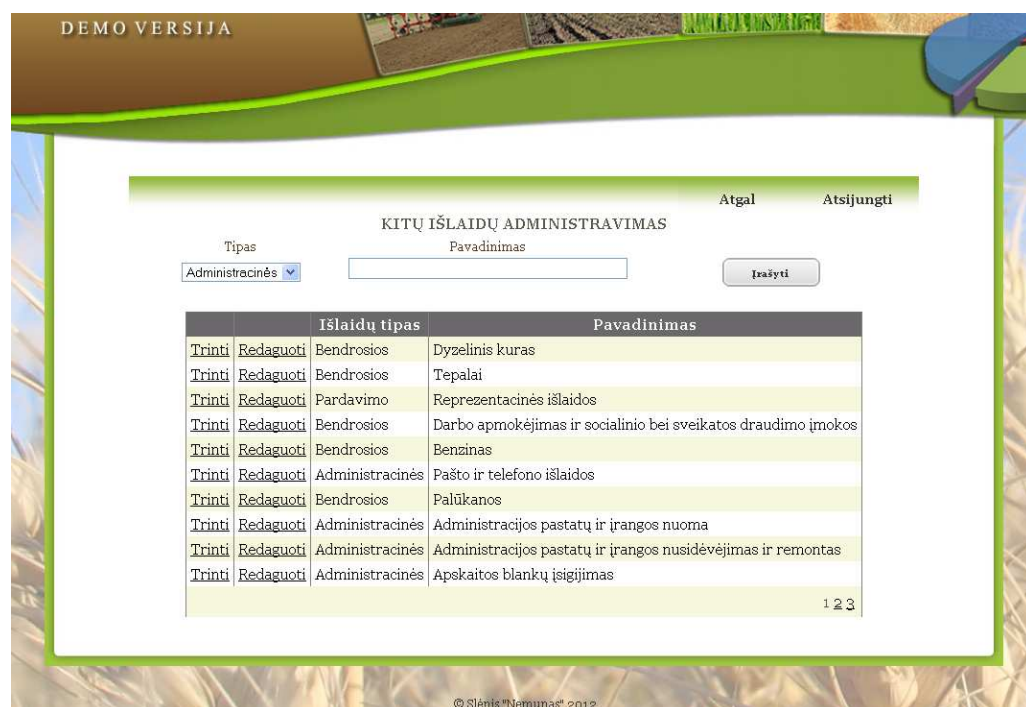 DEMO VERSIJA
Atgal Atsijungti
KITŲ IŠLAIDŲ ADMINISTRAVIMAS
Tipas Pavadinimas
Administracinės Įrašyti
Išlaidų tipas Pavadinimas
Trinti Redaguoti Bendrosios Dyzelinis kuras
Trinti Redaguoti Bendrosios Tepalai
Trinti Redaguoti Pardavimo Reprezentacinės išlaidos
Trinti Redaguoti Bendrosios Darbo apmokėjimas ir socialinio bei sveikatos draudimo įmokos
Trinti Redaguoti Bendrosios Benzinas
Trinti Redaguoti Administracinės Pašto ir telefono išlaidos
Trinti Redaguoti Bendrosios Palūkanos
Trinti Redaguoti Administracinės Administracijos pastatų ir įrangos nuoma
Trinti Redaguoti Administracinės Administracijos pastatų ir įrangos nusidėvėjimas ir remontas
Trinti Redaguoti Administracinės Apskaitos blankų įsigijimas
1 2 3
© Slėnis "Nemunas" 2012